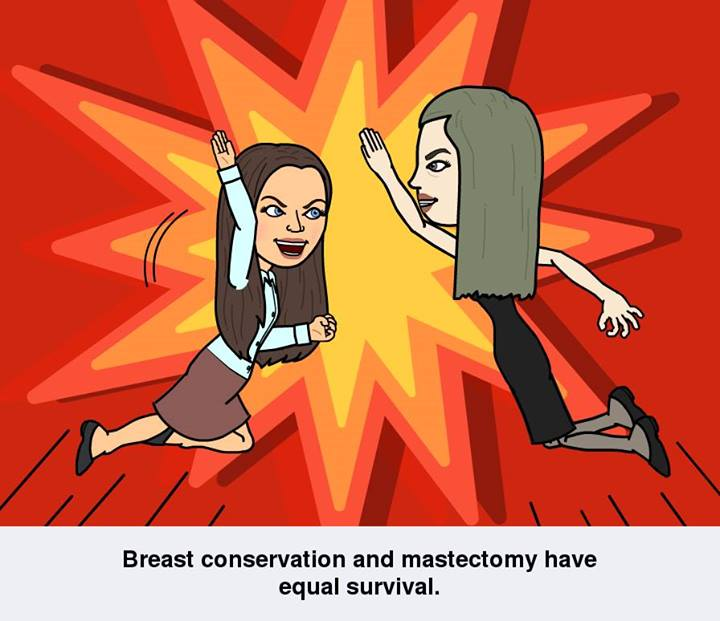 Breast conservation and mastectomy have
equal survival.